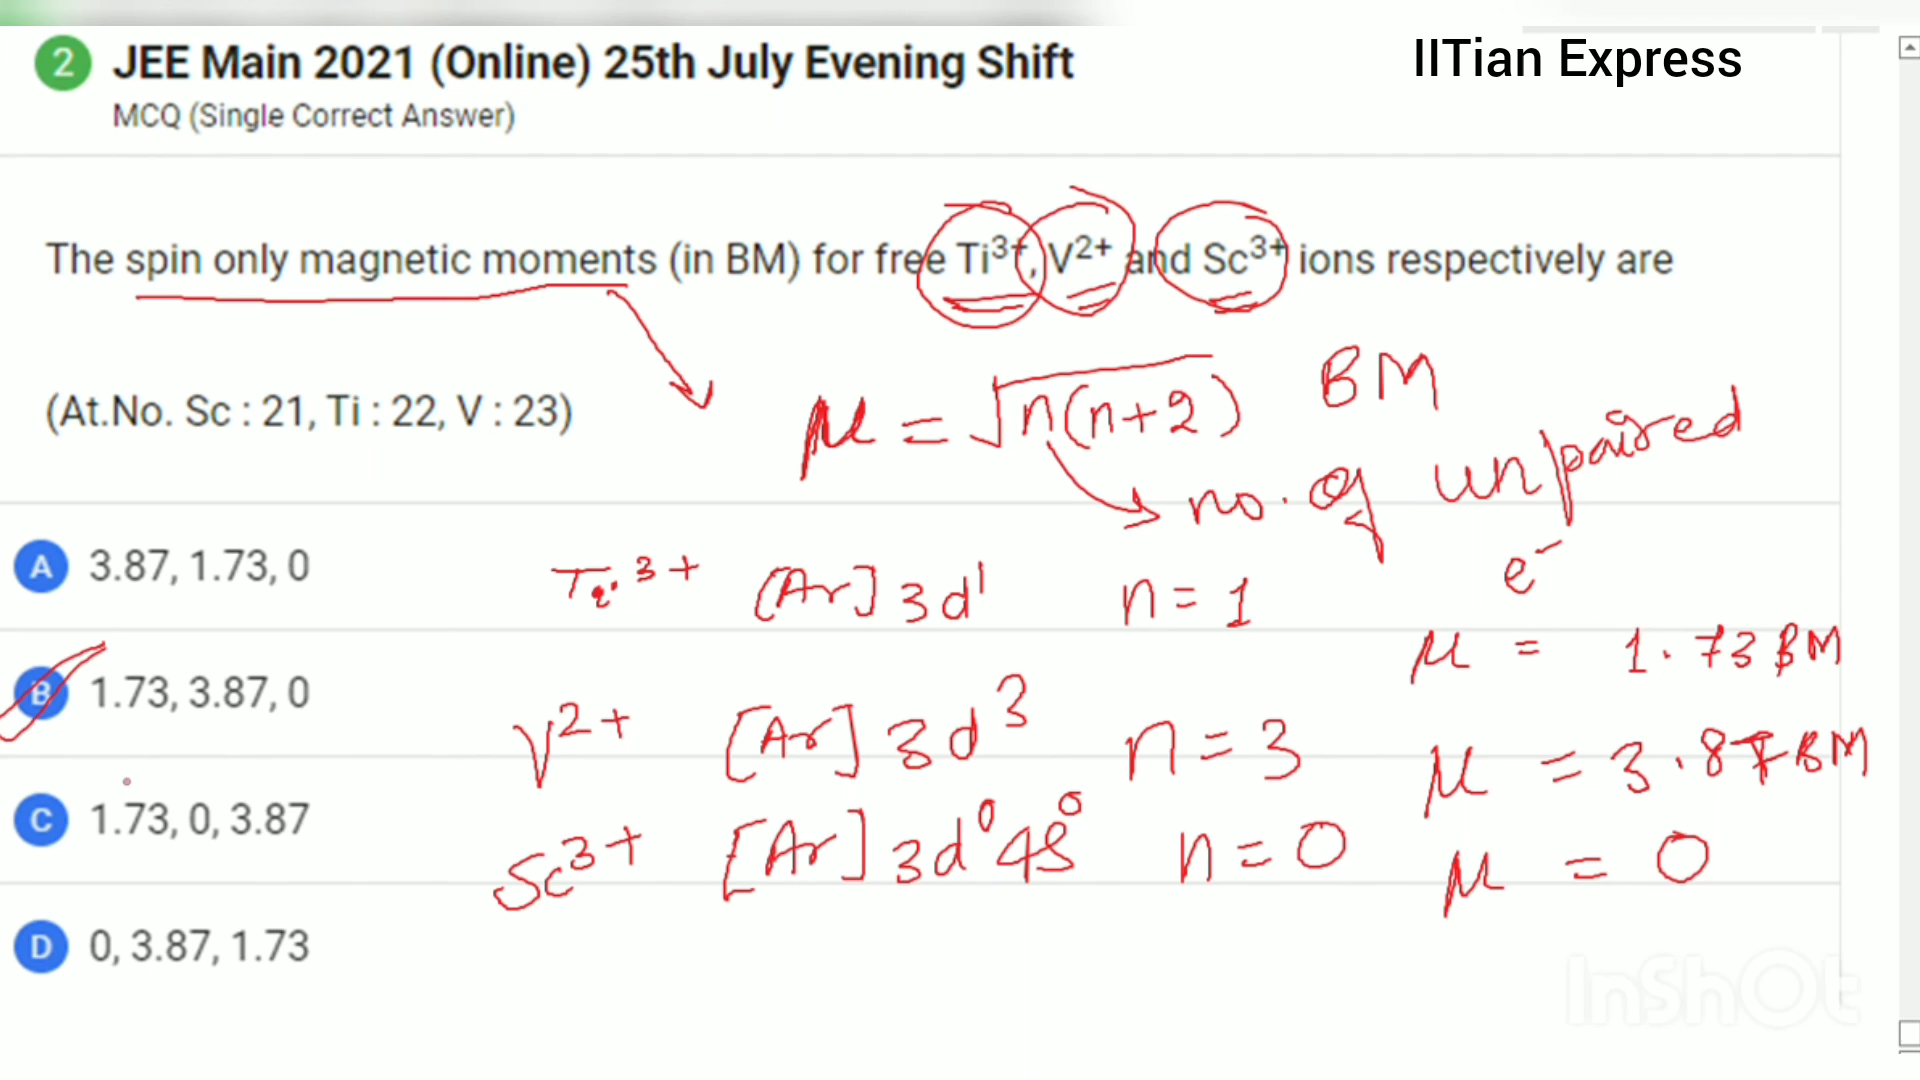 2 JEE Main 2021 (Online) 25th July Evening Shift
IITian Express
MCQ (Single Correct Answer)
The spin only magnetic moments (in BM) for free Ti³⁺, V²⁺ and Sc³⁺ ions respectively are
(At.No. Sc : 21, Ti : 22, V : 23)
μ = √n(n+2) BM
no. of unpaired
e⁻
A 3.87, 1.73, 0
Ti³⁺ [Ar] 3d¹ n = 1
μ = 1.73 BM
B 1.73, 3.87, 0
V²⁺ [Ar] 3d³ n = 3
μ = 3.87 BM
C 1.73, 0, 3.87
Sc³⁺ [Ar] 3d⁰4s⁰ n = 0 μ = 0
D 0, 3.87, 1.73
InShOt